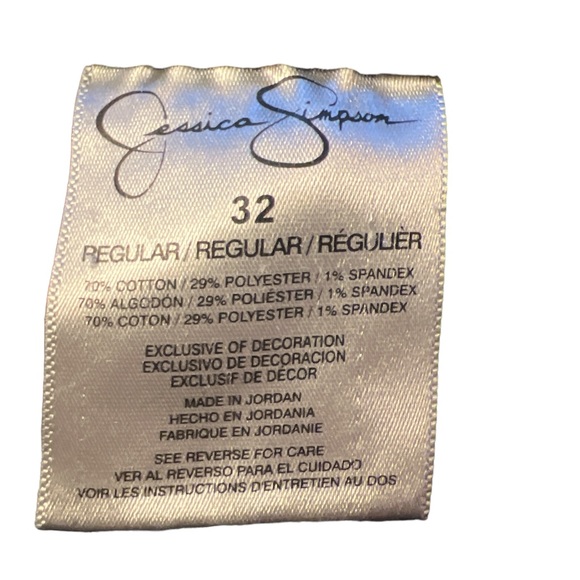 Jessica Simpson
32
REGULAR / REGULAR / RÉGULIÈR
70% COTTON / 29% POLYESTER / 1% SPANDEX
70% ALGODÓN / 29% POLIÉSTER / 1% SPANDEX
70% COTON / 29% POLYESTER / 1% SPANDEX
EXCLUSIVE OF DECORATION
EXCLUSIVO DE DECORACION
EXCLUSIF DE DÉCOR
MADE IN JORDAN
HECHO EN JORDANIA
FABRIQUE EN JORDANIE
SEE REVERSE FOR CARE
VER AL REVERSO PARA EL CUIDADO
VOIR LES INSTRUCTIONS D'ENTRETIEN AU DOS